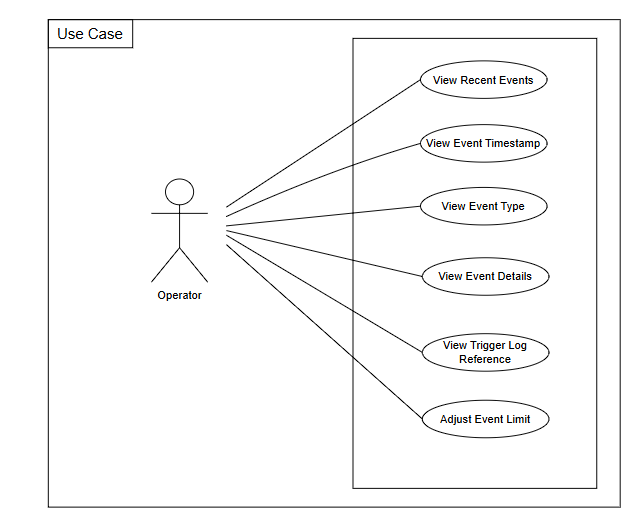 Use Case
View Recent Events
View Event Timestamp
View Event Type
View Event Details
View Trigger Log
Reference
Adjust Event Limit
Operator